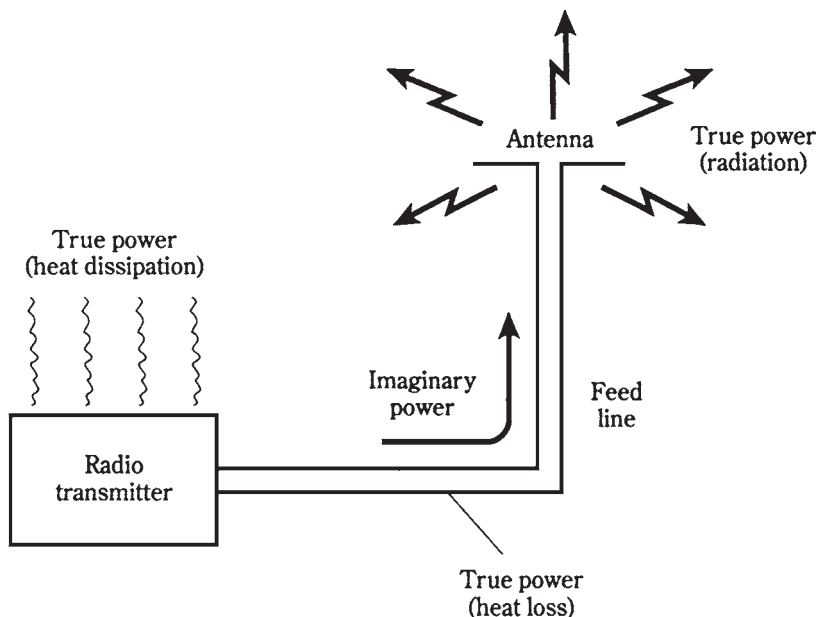 Antenna
True power
(radiation)
True power
(heat dissipation)
Imaginary
power
Feed
line
Radio
transmitter
True power
(heat loss)